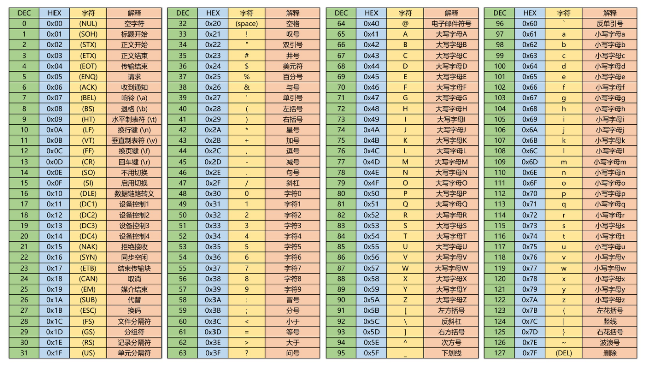 DEC HEX 字符 解释
0 0x00 (NUL) 空字符
1 0x01 (SOH) 标题开始
2 0x02 (STX) 正文开始
3 0x03 (ETX) 正文结束
4 0x04 (EOT) 传输结束
5 0x05 (ENQ) 请求
6 0x06 (ACK) 收到通知
7 0x07 (BEL) 响铃 (\a)
8 0x08 (BS) 退格 (\b)
9 0x09 (HT) 水平制表符 (\t)
10 0x0A (LF) 换行键 (\n)
11 0x0B (VT) 垂直制表符 (\v)
12 0x0C (FF) 换页键 (\f)
13 0x0D (CR) 回车键 (\r)
14 0x0E (SO) 不用切换
15 0x0F (SI) 启用切换
16 0x10 (DLE) 数据链接转义
17 0x11 (DC1) 设备控制1
18 0x12 (DC2) 设备控制2
19 0x13 (DC3) 设备控制3
20 0x14 (DC4) 设备控制4
21 0x15 (NAK) 拒绝接收
22 0x16 (SYN) 同步空闲
23 0x17 (ETB) 结束传输块
24 0x18 (CAN) 取消
25 0x19 (EM) 媒介结束
26 0x1A (SUB) 代替
27 0x1B (ESC) 换码
28 0x1C (FS) 文件分隔符
29 0x1D (GS) 分组符
30 0x1E (RS) 记录分隔符
31 0x1F (US) 单元分隔符
DEC HEX 字符 解释
32 0x20 (space) 空格
33 0x21 ! 叹号
34 0x22 " 双引号
35 0x23 # 井号
36 0x24 $ 美元符
37 0x25 % 百分号
38 0x26 & 与号
39 0x27 ' 单引号
40 0x28 ( 左括号
41 0x29 ) 右括号
42 0x2A * 星号
43 0x2B + 加号
44 0x2C , 逗号
45 0x2D - 减号
46 0x2E . 句号
47 0x2F / 斜杠
48 0x30 0 字符0
49 0x31 1 字符1
50 0x32 2 字符2
51 0x33 3 字符3
52 0x34 4 字符4
53 0x35 5 字符5
54 0x36 6 字符6
55 0x37 7 字符7
56 0x38 8 字符8
57 0x39 9 字符9
58 0x3A : 冒号
59 0x3B ; 分号
60 0x3C < 小于
61 0x3D = 等号
62 0x3E > 大于
63 0x3F ? 问号
DEC HEX 字符 解释
64 0x40 @ 电子邮件符号
65 0x41 A 大写字母A
66 0x42 B 大写字母B
67 0x43 C 大写字母C
68 0x44 D 大写字母D
69 0x45 E 大写字母E
70 0x46 F 大写字母F
71 0x47 G 大写字母G
72 0x48 H 大写字母H
73 0x49 I 大写字母I
74 0x4A J 大写字母J
75 0x4B K 大写字母K
76 0x4C L 大写字母L
77 0x4D M 大写字母M
78 0x4E N 大写字母N
79 0x4F O 大写字母O
80 0x50 P 大写字母P
81 0x51 Q 大写字母Q
82 0x52 R 大写字母R
83 0x53 S 大写字母S
84 0x54 T 大写字母T
85 0x55 U 大写字母U
86 0x56 V 大写字母V
87 0x57 W 大写字母W
88 0x58 X 大写字母X
89 0x59 Y 大写字母Y
90 0x5A Z 大写字母Z
91 0x5B [ 左方括号
92 0x5C \ 反斜杠
93 0x5D ] 右方括号
94 0x5E ^ 次方号
95 0x5F _ 下划线
DEC HEX 字符 解释
96 0x60 ` 反单引号
97 0x61 a 小写字母a
98 0x62 b 小写字母b
99 0x63 c 小写字母c
100 0x64 d 小写字母d
101 0x65 e 小写字母e
102 0x66 f 小写字母f
103 0x67 g 小写字母g
104 0x68 h 小写字母h
105 0x69 i 小写字母i
106 0x6A j 小写字母j
107 0x6B k 小写字母k
108 0x6C l 小写字母l
109 0x6D m 小写字母m
110 0x6E n 小写字母n
111 0x6F o 小写字母o
112 0x70 p 小写字母p
113 0x71 q 小写字母q
114 0x72 r 小写字母r
116 0x74 t 小写字母t
117 0x75 u 小写字母u
118 0x76 v 小写字母v
119 0x77 w 小写字母w
120 0x78 x 小写字母x
121 0x79 y 小写字母y
122 0x7A z 小写字母z
123 0x7B { 左花括号
124 0x7C | 竖线
125 0x7D } 右花括号
126 0x7E ~ 波浪号
127 0x7F (DEL) 删除